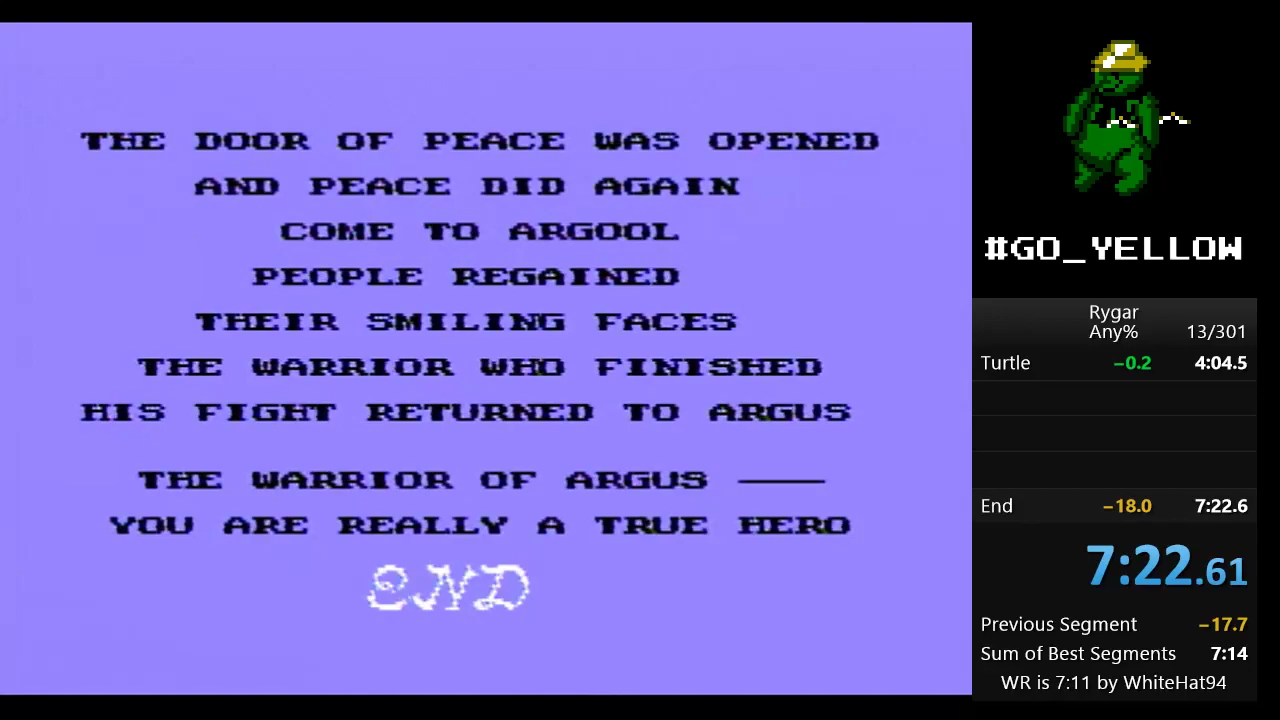 THE DOOR OF PEACE WAS OPENED
AND PEACE DID AGAIN
COME TO ARGOOL
PEOPLE REGAINED
THEIR SMILING FACES
THE WARRIOR WHO FINISHED
HIS FIGHT RETURNED TO ARGUS
THE WARRIOR OF ARGUS ——
YOU ARE REALLY A TRUE HERO
END
#GO_YELLOW
Rygar
Any% 13/301
Turtle −0.2 4:04.5
End −18.0 7:22.6
7:22.61
Previous Segment −17.7
Sum of Best Segments 7:14
WR is 7:11 by WhiteHat94